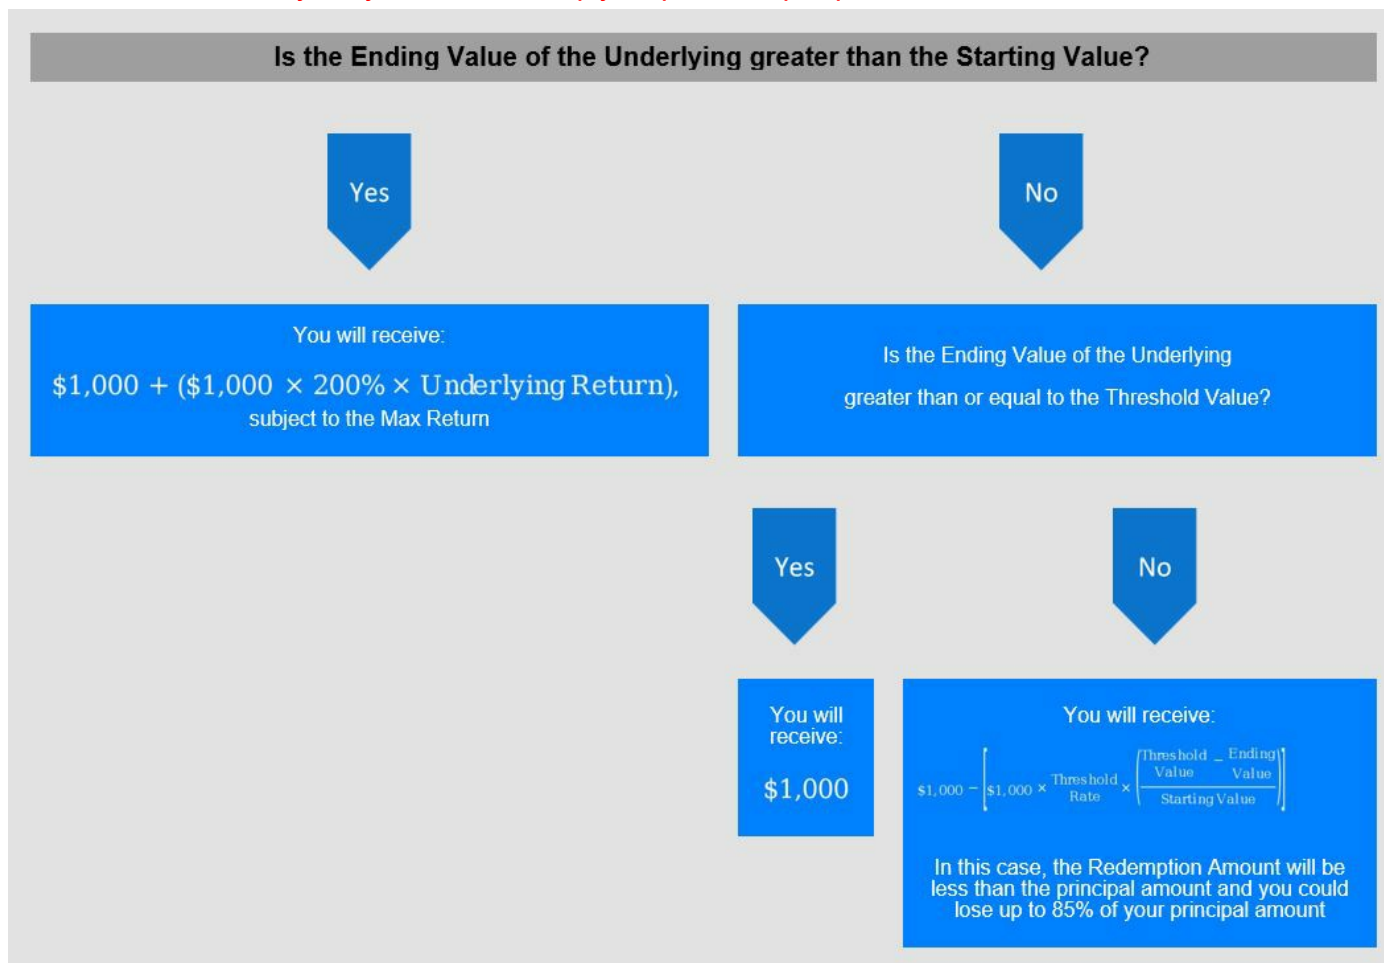 Is the Ending Value of the Underlying greater than the Starting Value?
Yes
No
You will receive:
$1,000 + ($1,000 × 200% × Underlying Return),
subject to the Max Return
Is the Ending Value of the Underlying
greater than or equal to the Threshold Value?
Yes
No
You will
receive:
$1,000
You will receive:
$1,000 − [$1,000 × Threshold Rate × ((Threshold Value − Ending Value) / Starting Value)]
In this case, the Redemption Amount will be
less than the principal amount and you could
lose up to 85% of your principal amount